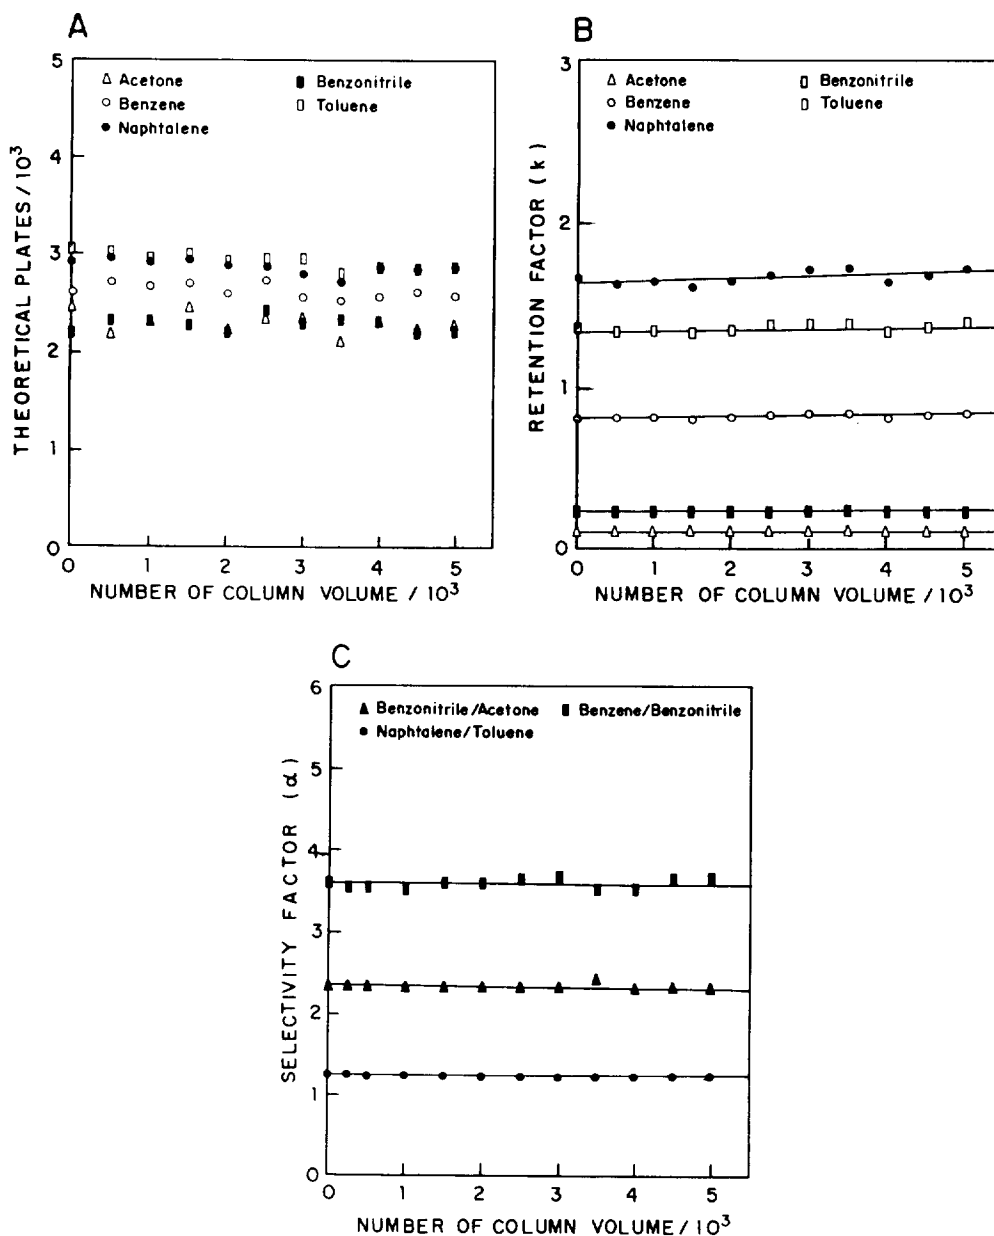 A
THEORETICAL PLATES / 10³
5
4
3
2
1
0
△ Acetone
○ Benzene
● Naphtalene
▮ Benzonitrile
▯ Toluene
0 1 2 3 4 5
NUMBER OF COLUMN VOLUME / 10³
B
RETENTION FACTOR (k)
3
2
1
0
△ Acetone
○ Benzene
● Naphtalene
▯ Benzonitrile
▯ Toluene
0 1 2 3 4 5
NUMBER OF COLUMN VOLUME / 10³
C
SELECTIVITY FACTOR (α)
6
5
4
3
2
1
0
▲ Benzonitrile/Acetone
● Naphtalene/Toluene
▮ Benzene/Benzonitrile
0 1 2 3 4 5
NUMBER OF COLUMN VOLUME / 10³